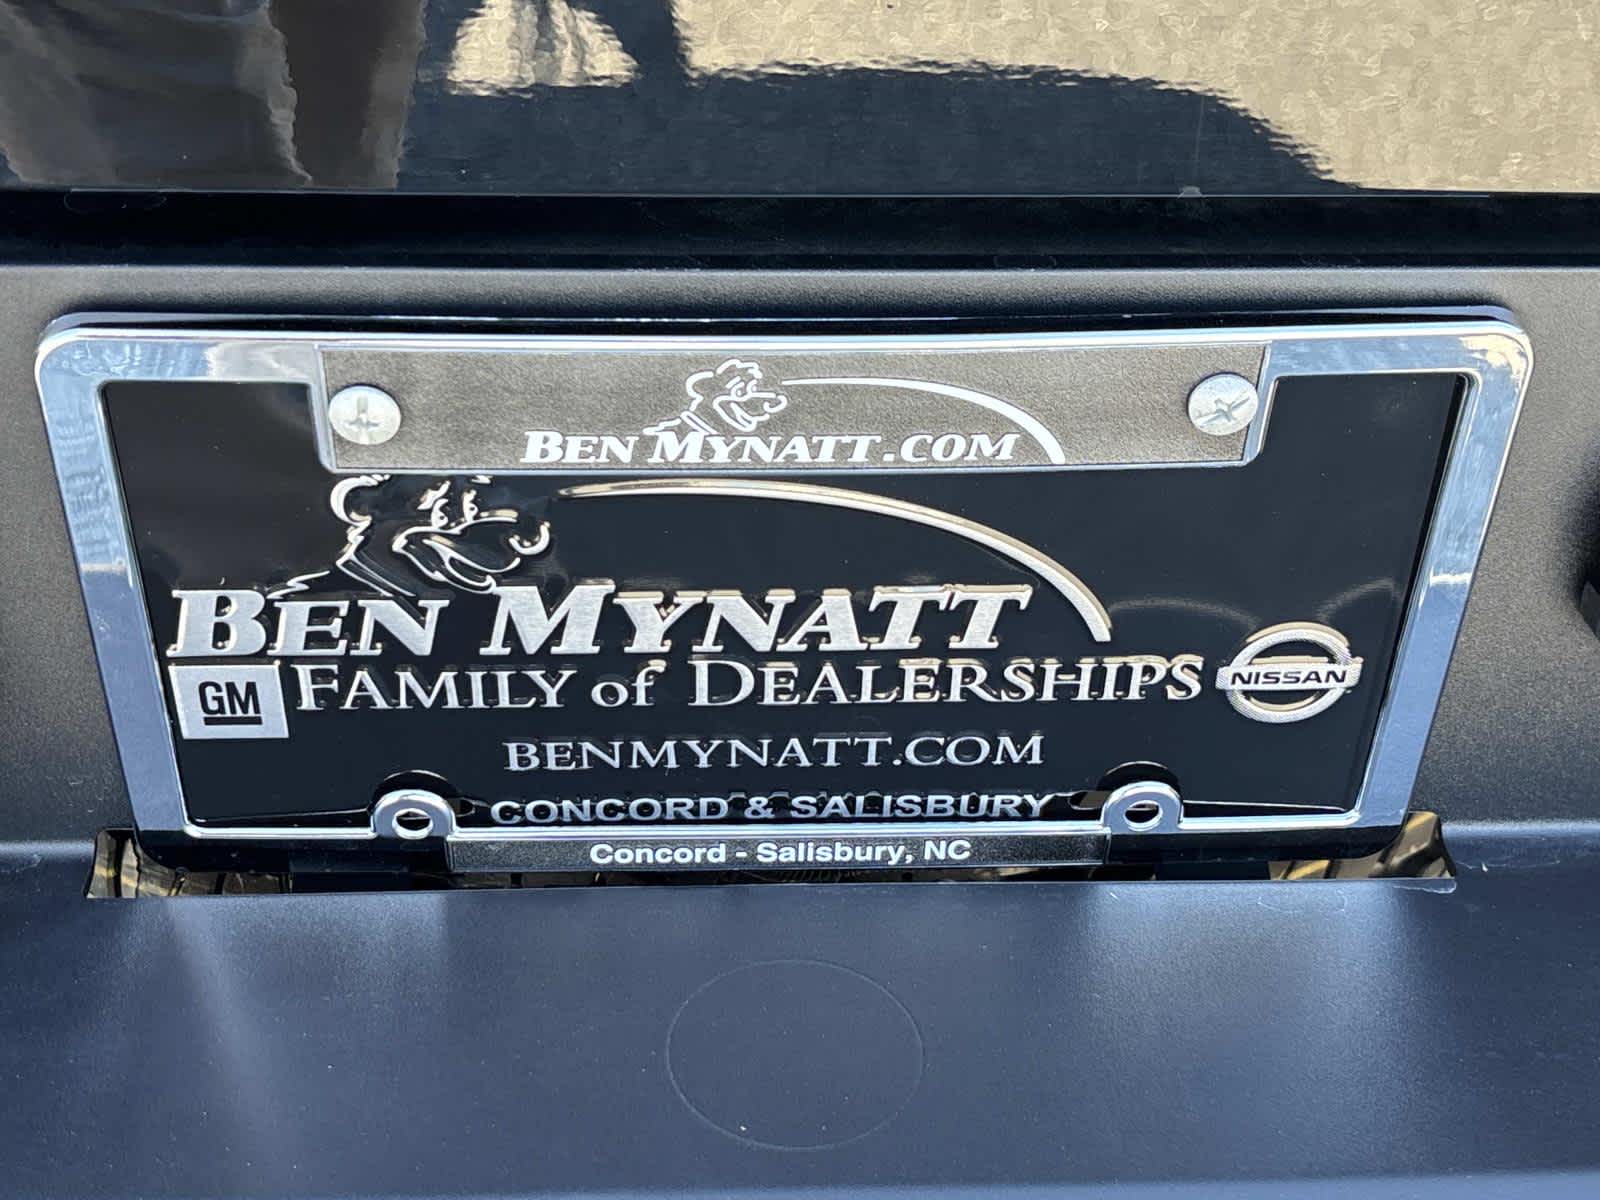 BEN MYNATT.COM
BEN MYNATT
GM FAMILY of DEALERSHIPS NISSAN
BENMYNATT.COM
CONCORD & SALISBURY
Concord - Salisbury, NC